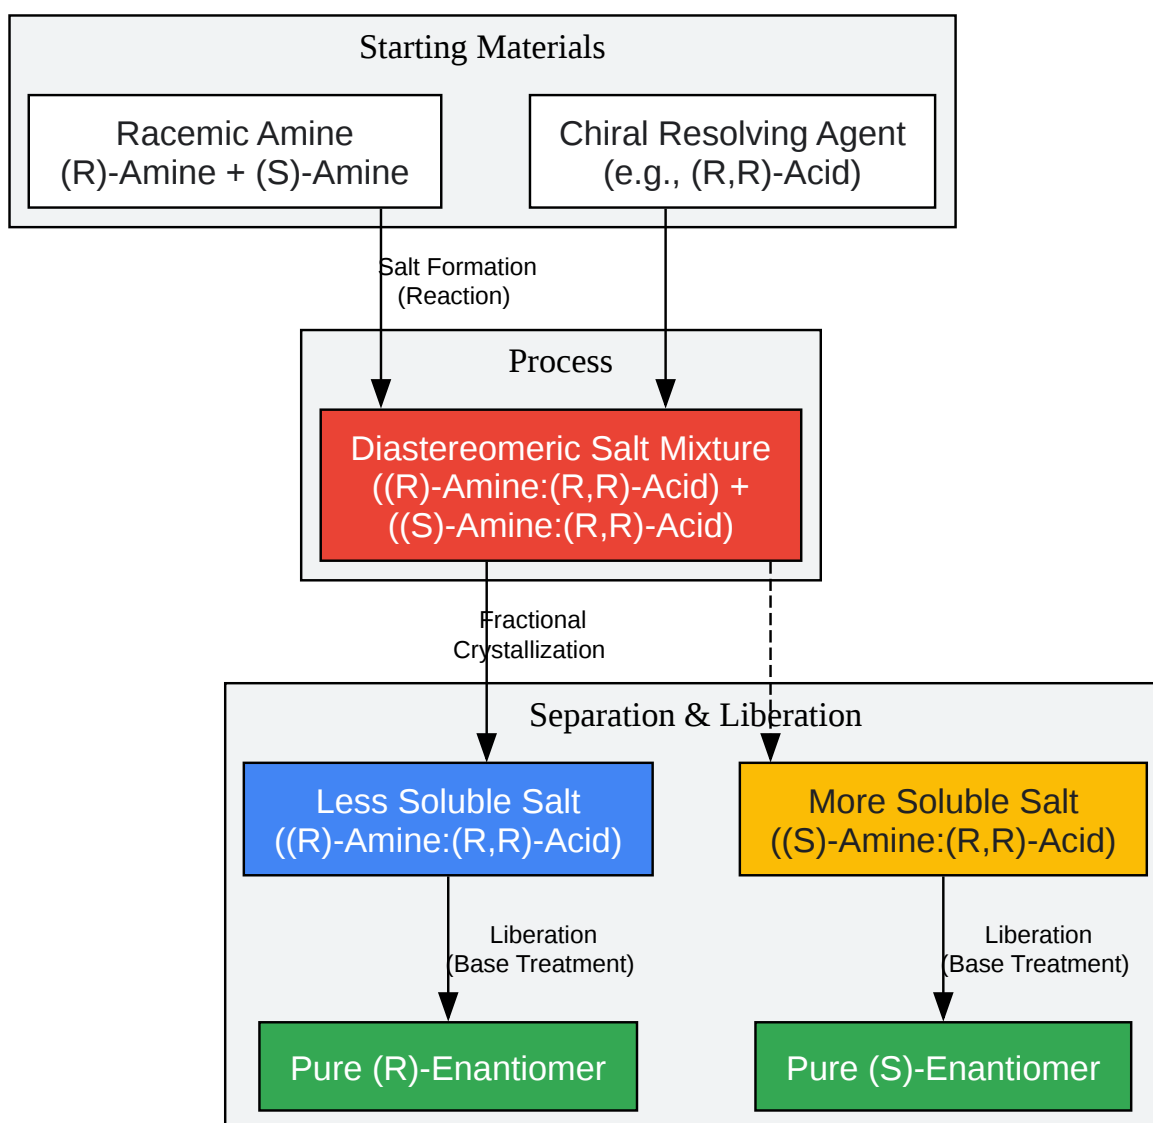 Starting Materials
Racemic Amine
(R)-Amine + (S)-Amine
Chiral Resolving Agent
(e.g., (R,R)-Acid)
Salt Formation
(Reaction)
Process
Diastereomeric Salt Mixture
((R)-Amine:(R,R)-Acid) +
((S)-Amine:(R,R)-Acid)
Fractional
Crystallization
Separation & Liberation
Less Soluble Salt
((R)-Amine:(R,R)-Acid)
More Soluble Salt
((S)-Amine:(R,R)-Acid)
Liberation
(Base Treatment)
Liberation
(Base Treatment)
Pure (R)-Enantiomer
Pure (S)-Enantiomer